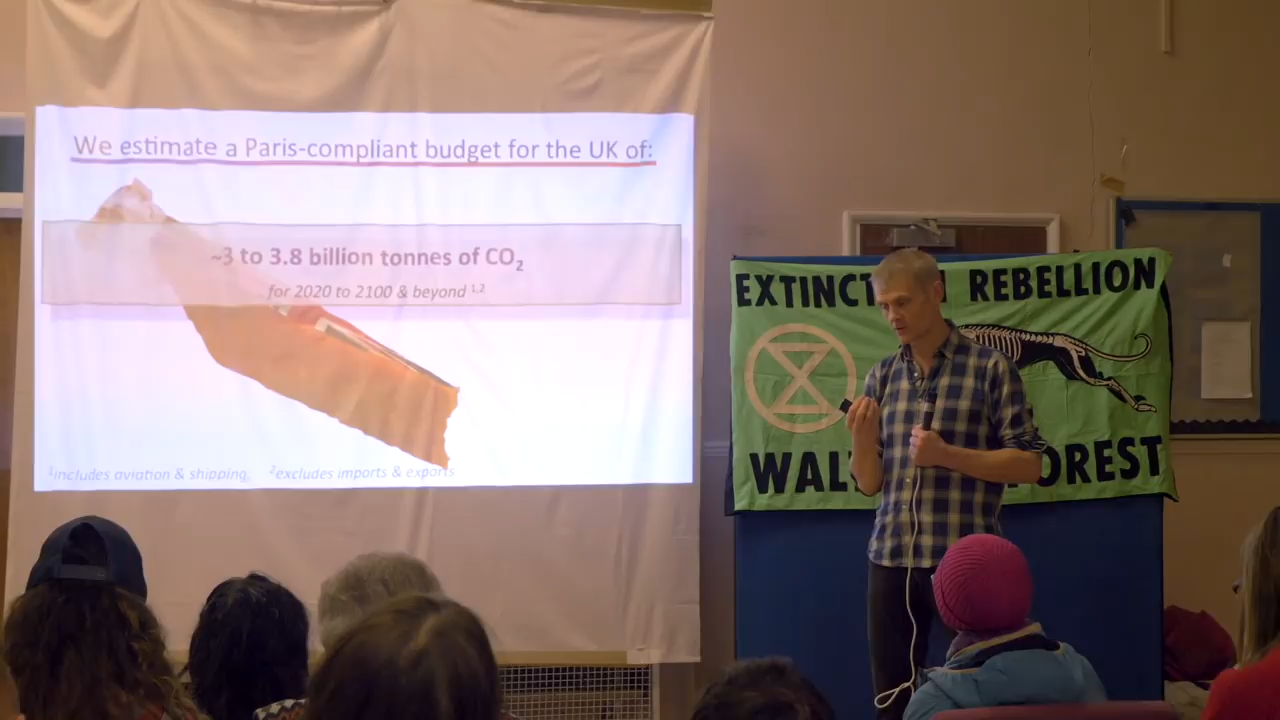 We estimate a Paris-compliant budget for the UK of:
~3 to 3.8 billion tonnes of CO₂
for 2020 to 2100 & beyond ¹,²
¹includes aviation & shipping, ²excludes imports & exports
EXTINCT REBELLION
WAL OREST